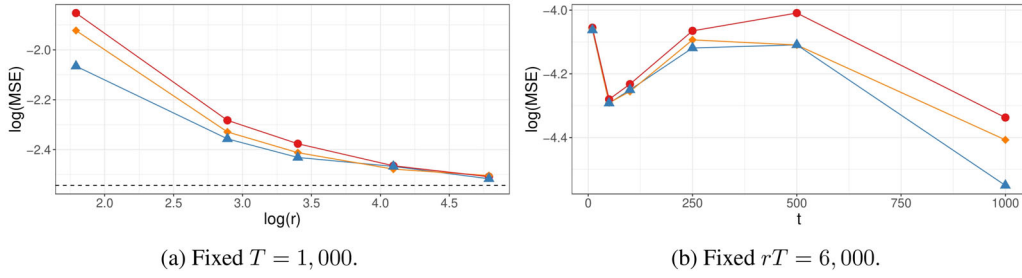 −2.0
−2.2
−2.4
log(MSE)
2.0 2.5 3.0 3.5 4.0 4.5
log(r)
(a) Fixed T = 1, 000.
−4.0
−4.2
−4.4
log(MSE)
0 250 500 750 1000
t
(b) Fixed rT = 6, 000.